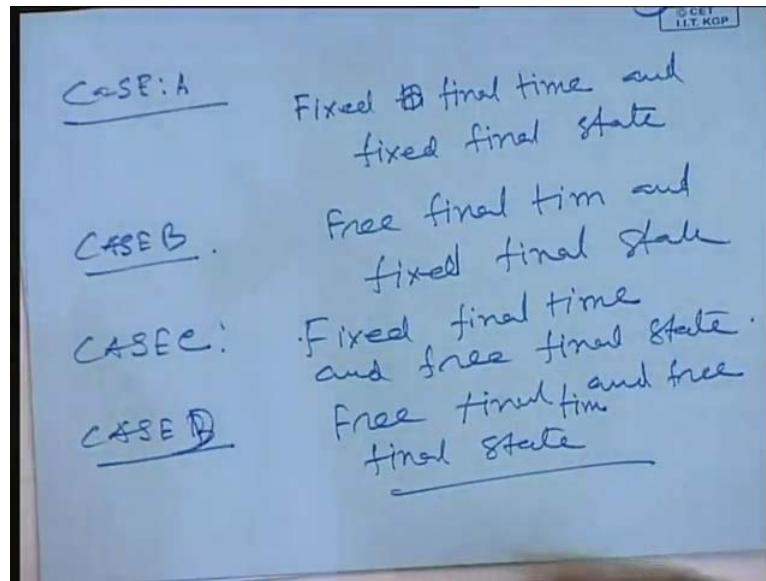 © CET
I.I.T. KGP
CASE: A
Fixed final time and
fixed final state
CASE B.
Free final tim and
fixed final state
CASE C:
Fixed final time
and free final state.
CASE D
Free final tim and free
final state